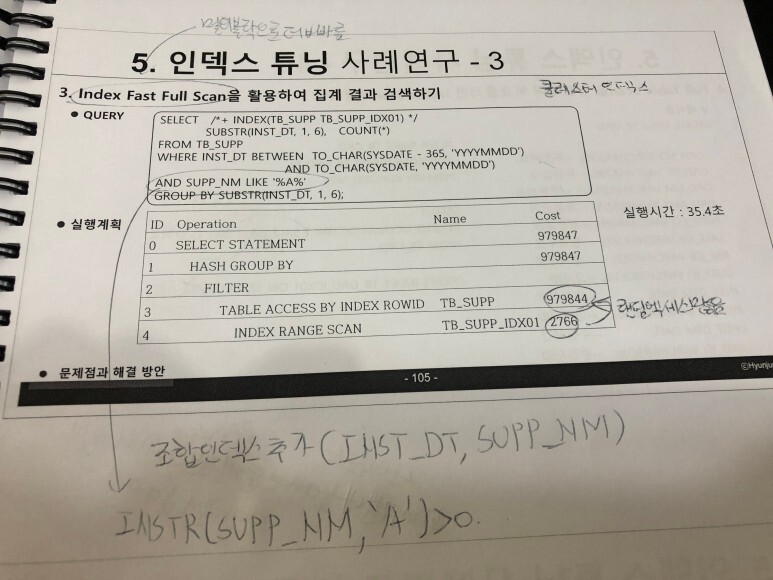 멀티블락으로 더 빠름
5. 인덱스 튜닝 사례연구 - 3
3. Index Fast Full Scan을 활용하여 집계 결과 검색하기
클러스터 인덱스
● QUERY
SELECT /*+ INDEX(TB_SUPP TB_SUPP_IDX01) */
SUBSTR(INST_DT, 1, 6), COUNT(*)
FROM TB_SUPP
WHERE INST_DT BETWEEN TO_CHAR(SYSDATE - 365, 'YYYYMMDD')
AND TO_CHAR(SYSDATE, 'YYYYMMDD')
AND SUPP_NM LIKE '%A%'
GROUP BY SUBSTR(INST_DT, 1, 6);
● 실행계획
실행시간 : 35.4초
ID Operation Name Cost
0 SELECT STATEMENT 979847
1 HASH GROUP BY 979847
2 FILTER
3 TABLE ACCESS BY INDEX ROWID TB_SUPP 979844
4 INDEX RANGE SCAN TB_SUPP_IDX01 2766
랜덤엑세스
● 문제점과 해결 방안
- 105 -
©Hyunju
조합인덱스 추가 (INST_DT, SUPP_NM)
INSTR(SUPP_NM, 'A')>0.